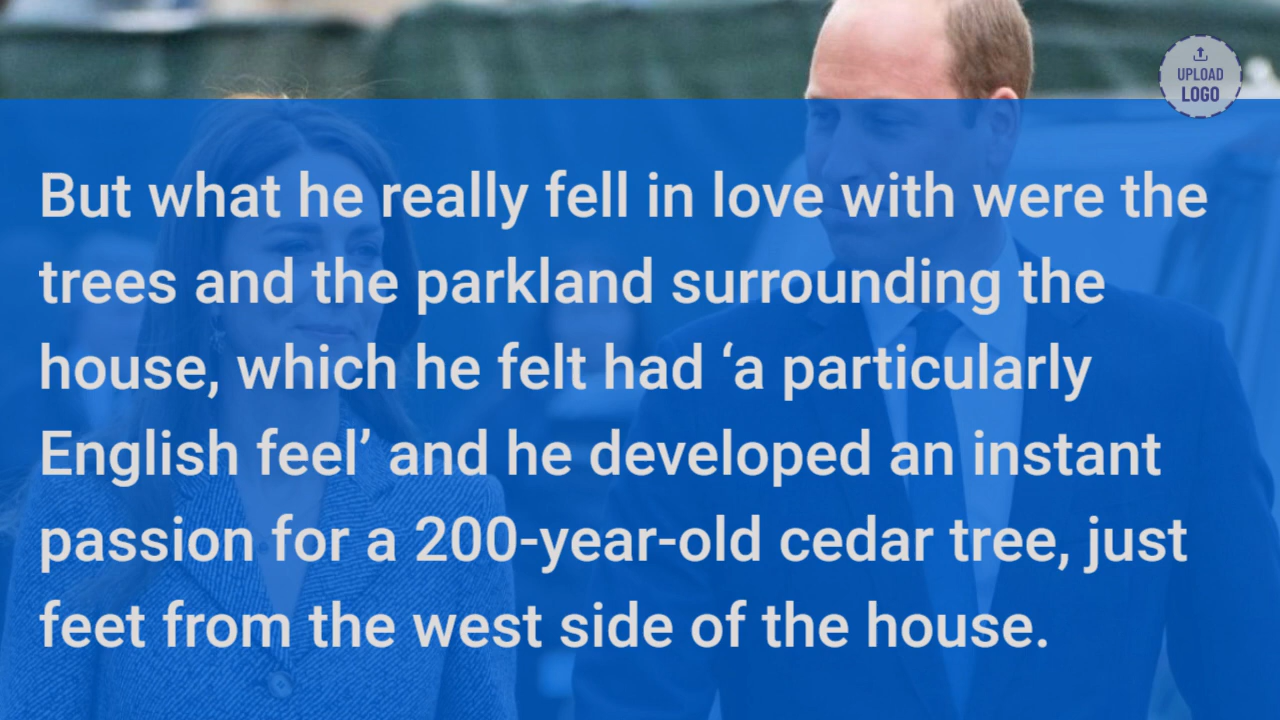 UPLOAD
LOGO
But what he really fell in love with were the
trees and the parkland surrounding the
house, which he felt had ‘a particularly
English feel’ and he developed an instant
passion for a 200-year-old cedar tree, just
feet from the west side of the house.